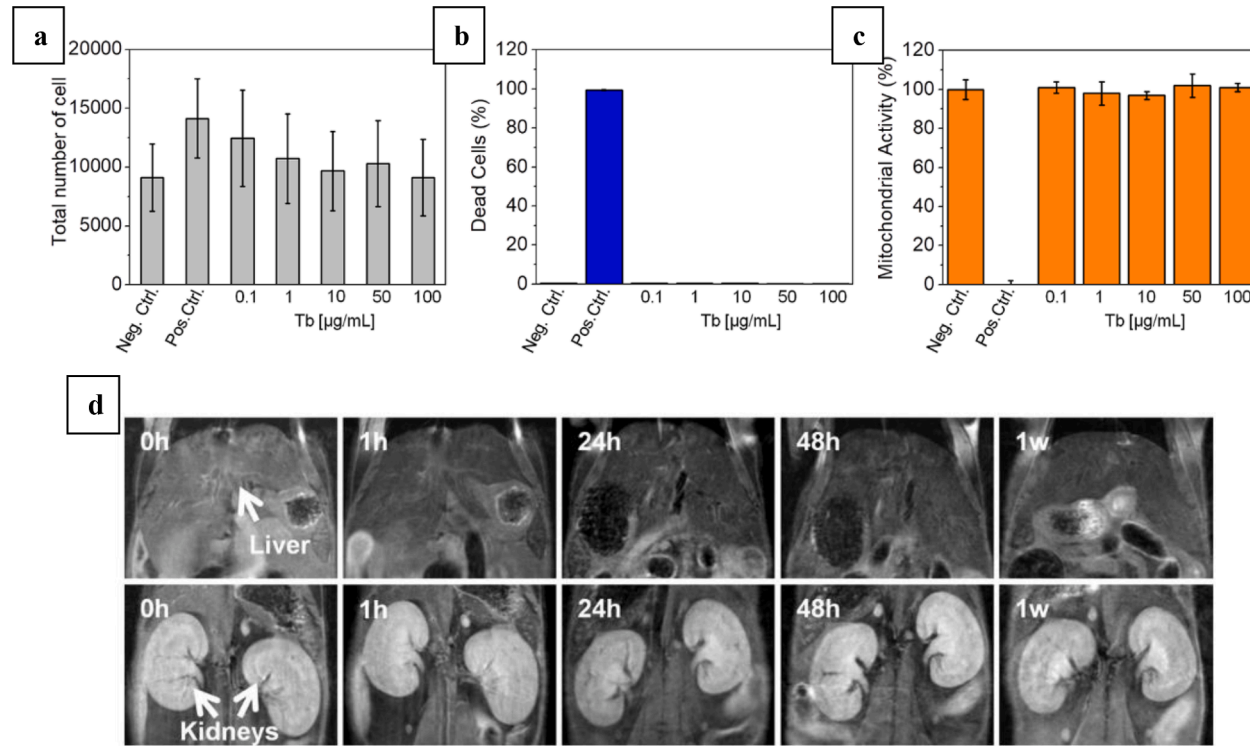 a
Total number of cell
20000
15000
10000
5000
0
Neg. Ctrl.
Pos.Ctrl.
0.1
1
10
50
100
Tb [µg/mL]
b
Dead Cells (%)
120
100
80
60
40
20
0
Neg. Ctrl.
Pos.Ctrl.
0.1
1
10
50
100
Tb [µg/mL]
c
Mitochondrial Activity (%)
120
100
80
60
40
20
0
Neg. Ctrl.
Pos.Ctrl.
0.1
1
10
50
100
Tb [µg/mL]
d
0h
1h
24h
48h
1w
Liver
0h
1h
24h
48h
1w
Kidneys